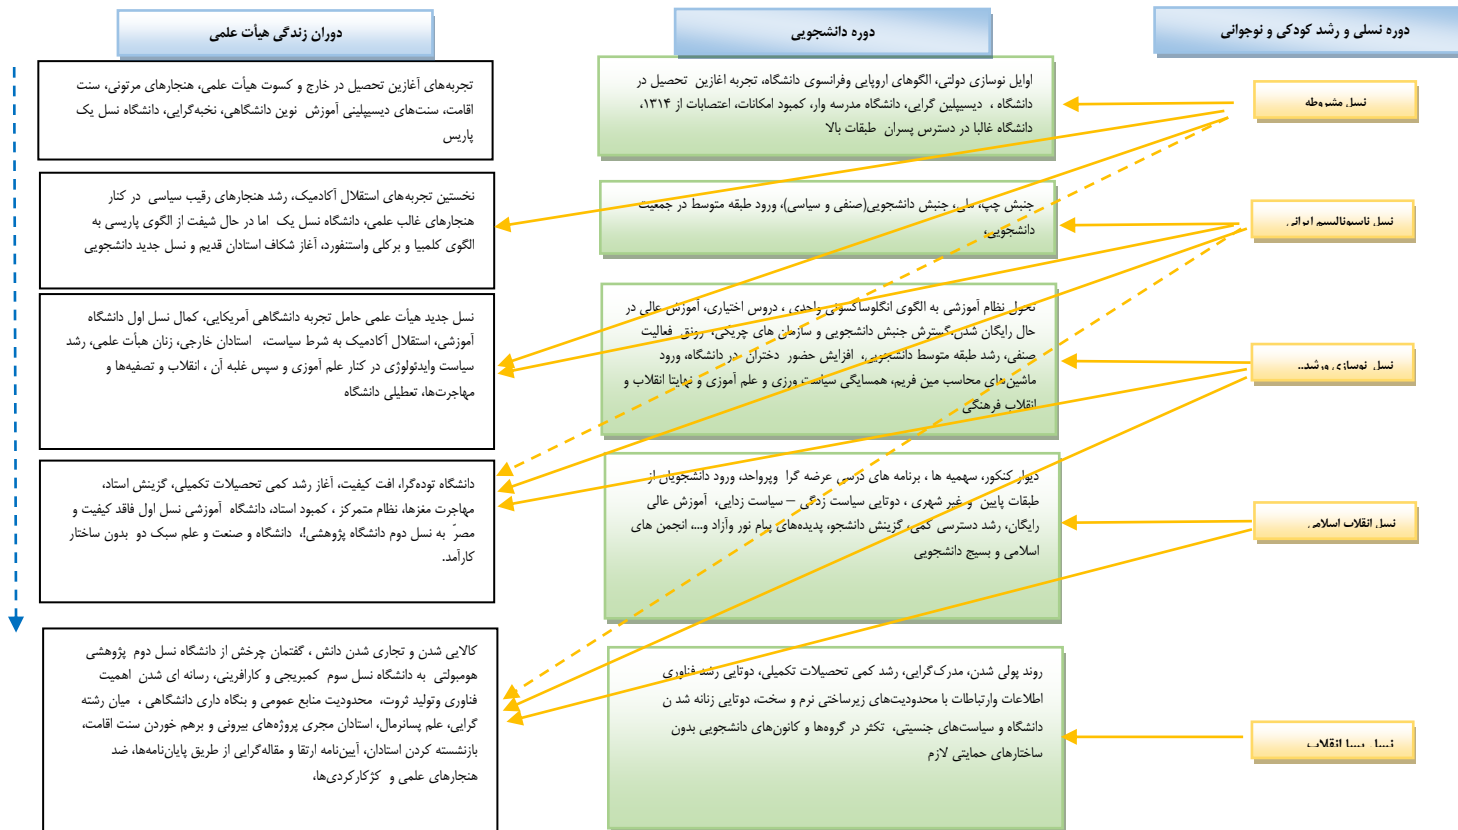 دوره نسلی و رشد کودکی و نوجوانی
دوره دانشجویی
دوران زندگی هیأت علمی
نسل مشروطه
اوایل نوسازی دولتی، الگوهای اروپایی وفرانسوی دانشگاه، تجربه اغازین تحصیل در
دانشگاه ، دیسیپلین گرایی، دانشگاه مدرسه وار، کمبود امکانات، اعتصابات از ۱۳۱۴،
دانشگاه غالبا در دسترس پسران طبقات بالا
تجربه‌های آغازین تحصیل در خارج و کسوت هیأت علمی، هنجارهای مرتونی، سنت
اقامت، سنت‌های دیسیپلینی آموزش نوین دانشگاهی، نخبه‌گرایی، دانشگاه نسل یک
پاریس
نسل ناسیونالیسم ایرانی
جنبش چپ، ملی، جنبش دانشجویی(صنفی و سیاسی)، ورود طبقه متوسط در جمعیت
دانشجویی،
نخستین تجربه‌های استقلال آکادمیک، رشد هنجارهای رقیب سیاسی در کنار
هنجارهای غالب علمی، دانشگاه نسل یک اما در حال شیفت از الگوی پاریسی به
الگوی کلمبیا و برکلی واستنفورد، آغاز شکاف استادان قدیم و نسل جدید دانشجویی
نسل نوسازی ورشد..
تحول نظام آموزشی به الگوی انگلوساکسونی واحدی ، دروس اختیاری، آموزش عالی در
حال رایگان شدن،گسترش جنبش دانشجویی و سازمان های چریکی، رونق فعالیت
صنفی، رشد طبقه متوسط دانشجویی، افزایش حضور دختران در دانشگاه، ورود
ماشین‌های محاسب مین فریم، همسایگی سیاست ورزی و علم آموزی و نهایتا انقلاب و
انقلاب فرهنگی
نسل جدید هیأت علمی حامل تجربه دانشگاهی آمریکایی، کمال نسل اول دانشگاه
آموزشی، استقلال آکادمیک به شرط سیاست، استادان خارجی، زنان هیأت علمی، رشد
سیاست وایدئولوژی در کنار علم آموزی و سپس غلبه آن ، انقلاب و تصفیه‌ها و
مهاجرت‌ها، تعطیلی دانشگاه
نسل انقلاب اسلامی
دیوار کنکور، سهمیه ها ، برنامه های درسی عرضه گرا وپرواحد، ورود دانشجویان از
طبقات پایین و غیر شهری ، دوتایی سیاست زدگی – سیاست زدایی، آموزش عالی
رایگان، رشد دسترسی کمی، گزینش دانشجو، پدیده‌های پیام نور وآزاد و...، انجمن های
اسلامی و بسیج دانشجویی
دانشگاه توده‌گرا، افت کیفیت، آغاز رشد کمی تحصیلات تکمیلی، گزینش استاد،
مهاجرت مغزها، نظام متمرکز ، کمبود استاد، دانشگاه آموزشی نسل اول فاقد کیفیت و
مصرّ به نسل دوم دانشگاه پژوهشی!، دانشگاه و صنعت و علم سبک دو بدون ساختار
کارآمد.
نسل پسا انقلاب
روند پولی شدن، مدرک‌گرایی، رشد کمی تحصیلات تکمیلی، دوتایی رشد فناوری
اطلاعات وارتباطات با محدودیت‌های زیرساختی نرم و سخت، دوتایی زنانه شد ن
دانشگاه و سیاست‌های جنسیتی، تکثر در گروه‌ها و کانون‌های دانشجویی بدون
ساختارهای حمایتی لازم
کالایی شدن و تجاری شدن دانش ، گفتمان چرخش از دانشگاه نسل دوم پژوهشی
هومبولتی به دانشگاه نسل سوم کمبریجی و کارافرینی، رسانه ای شدن اهمیت
فناوری وتولید ثروت، محدودیت منابع عمومی و بنگاه داری دانشگاهی ، میان رشته
گرایی، علم پسانرمال، استادان مجری پروژه‌های بیرونی و برهم خوردن سنت اقامت،
بازنشسته کردن استادان، آیین‌نامه ارتقا و مقاله‌گرایی از طریق پایان‌نامه‌ها، ضد
هنجارهای علمی و کژکارکردی‌ها،